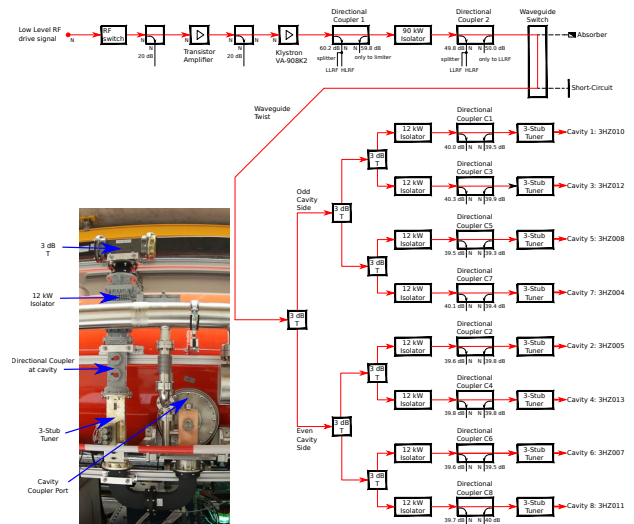 Low Level RF
drive signal
N
RF
switch
N
N
20 dB
N
Transistor
Amplifier
N
N
20 dB
N
Klystron
VA-908K2
Directional
Coupler 1
60.2 dB
N
N
59.8 dB
splitter
only to limiter
LLRF
HLRF
90 kW
Isolator
Directional
Coupler 2
49.8 dB
N
N
50.0 dB
splitter
only to LLRF
LLRF
HLRF
Waveguide
Switch
Absorber
Short-Circuit
Waveguide
Twist
Odd
Cavity
Side
Even
Cavity
Side
3 dB
T
3 dB
T
3 dB
T
3 dB
T
3 dB
T
3 dB
T
3 dB
T
12 kW
Isolator
Directional
Coupler C1
40.0 dB
N
N
39.5 dB
3-Stub
Tuner
Cavity 1: 3HZ010
12 kW
Isolator
Directional
Coupler C3
40.3 dB
N
N
39.9 dB
3-Stub
Tuner
Cavity 3: 3HZ012
12 kW
Isolator
Directional
Coupler C5
39.5 dB
N
N
39.3 dB
3-Stub
Tuner
Cavity 5: 3HZ008
12 kW
Isolator
Directional
Coupler C7
40.1 dB
N
N
39.4 dB
3-Stub
Tuner
Cavity 7: 3HZ004
12 kW
Isolator
Directional
Coupler C2
39.6 dB
N
N
39.8 dB
3-Stub
Tuner
Cavity 2: 3HZ005
12 kW
Isolator
Directional
Coupler C4
39.8 dB
N
N
39.8 dB
3-Stub
Tuner
Cavity 4: 3HZ013
12 kW
Isolator
Directional
Coupler C6
39.6 dB
N
N
39.5 dB
3-Stub
Tuner
Cavity 6: 3HZ007
12 kW
Isolator
Directional
Coupler C8
39.7 dB
N
N
40 dB
3-Stub
Tuner
Cavity 8: 3HZ011
3 dB
T
12 kW
Isolator
Directional Coupler
at cavity
3-Stub
Tuner
Cavity
Coupler Port